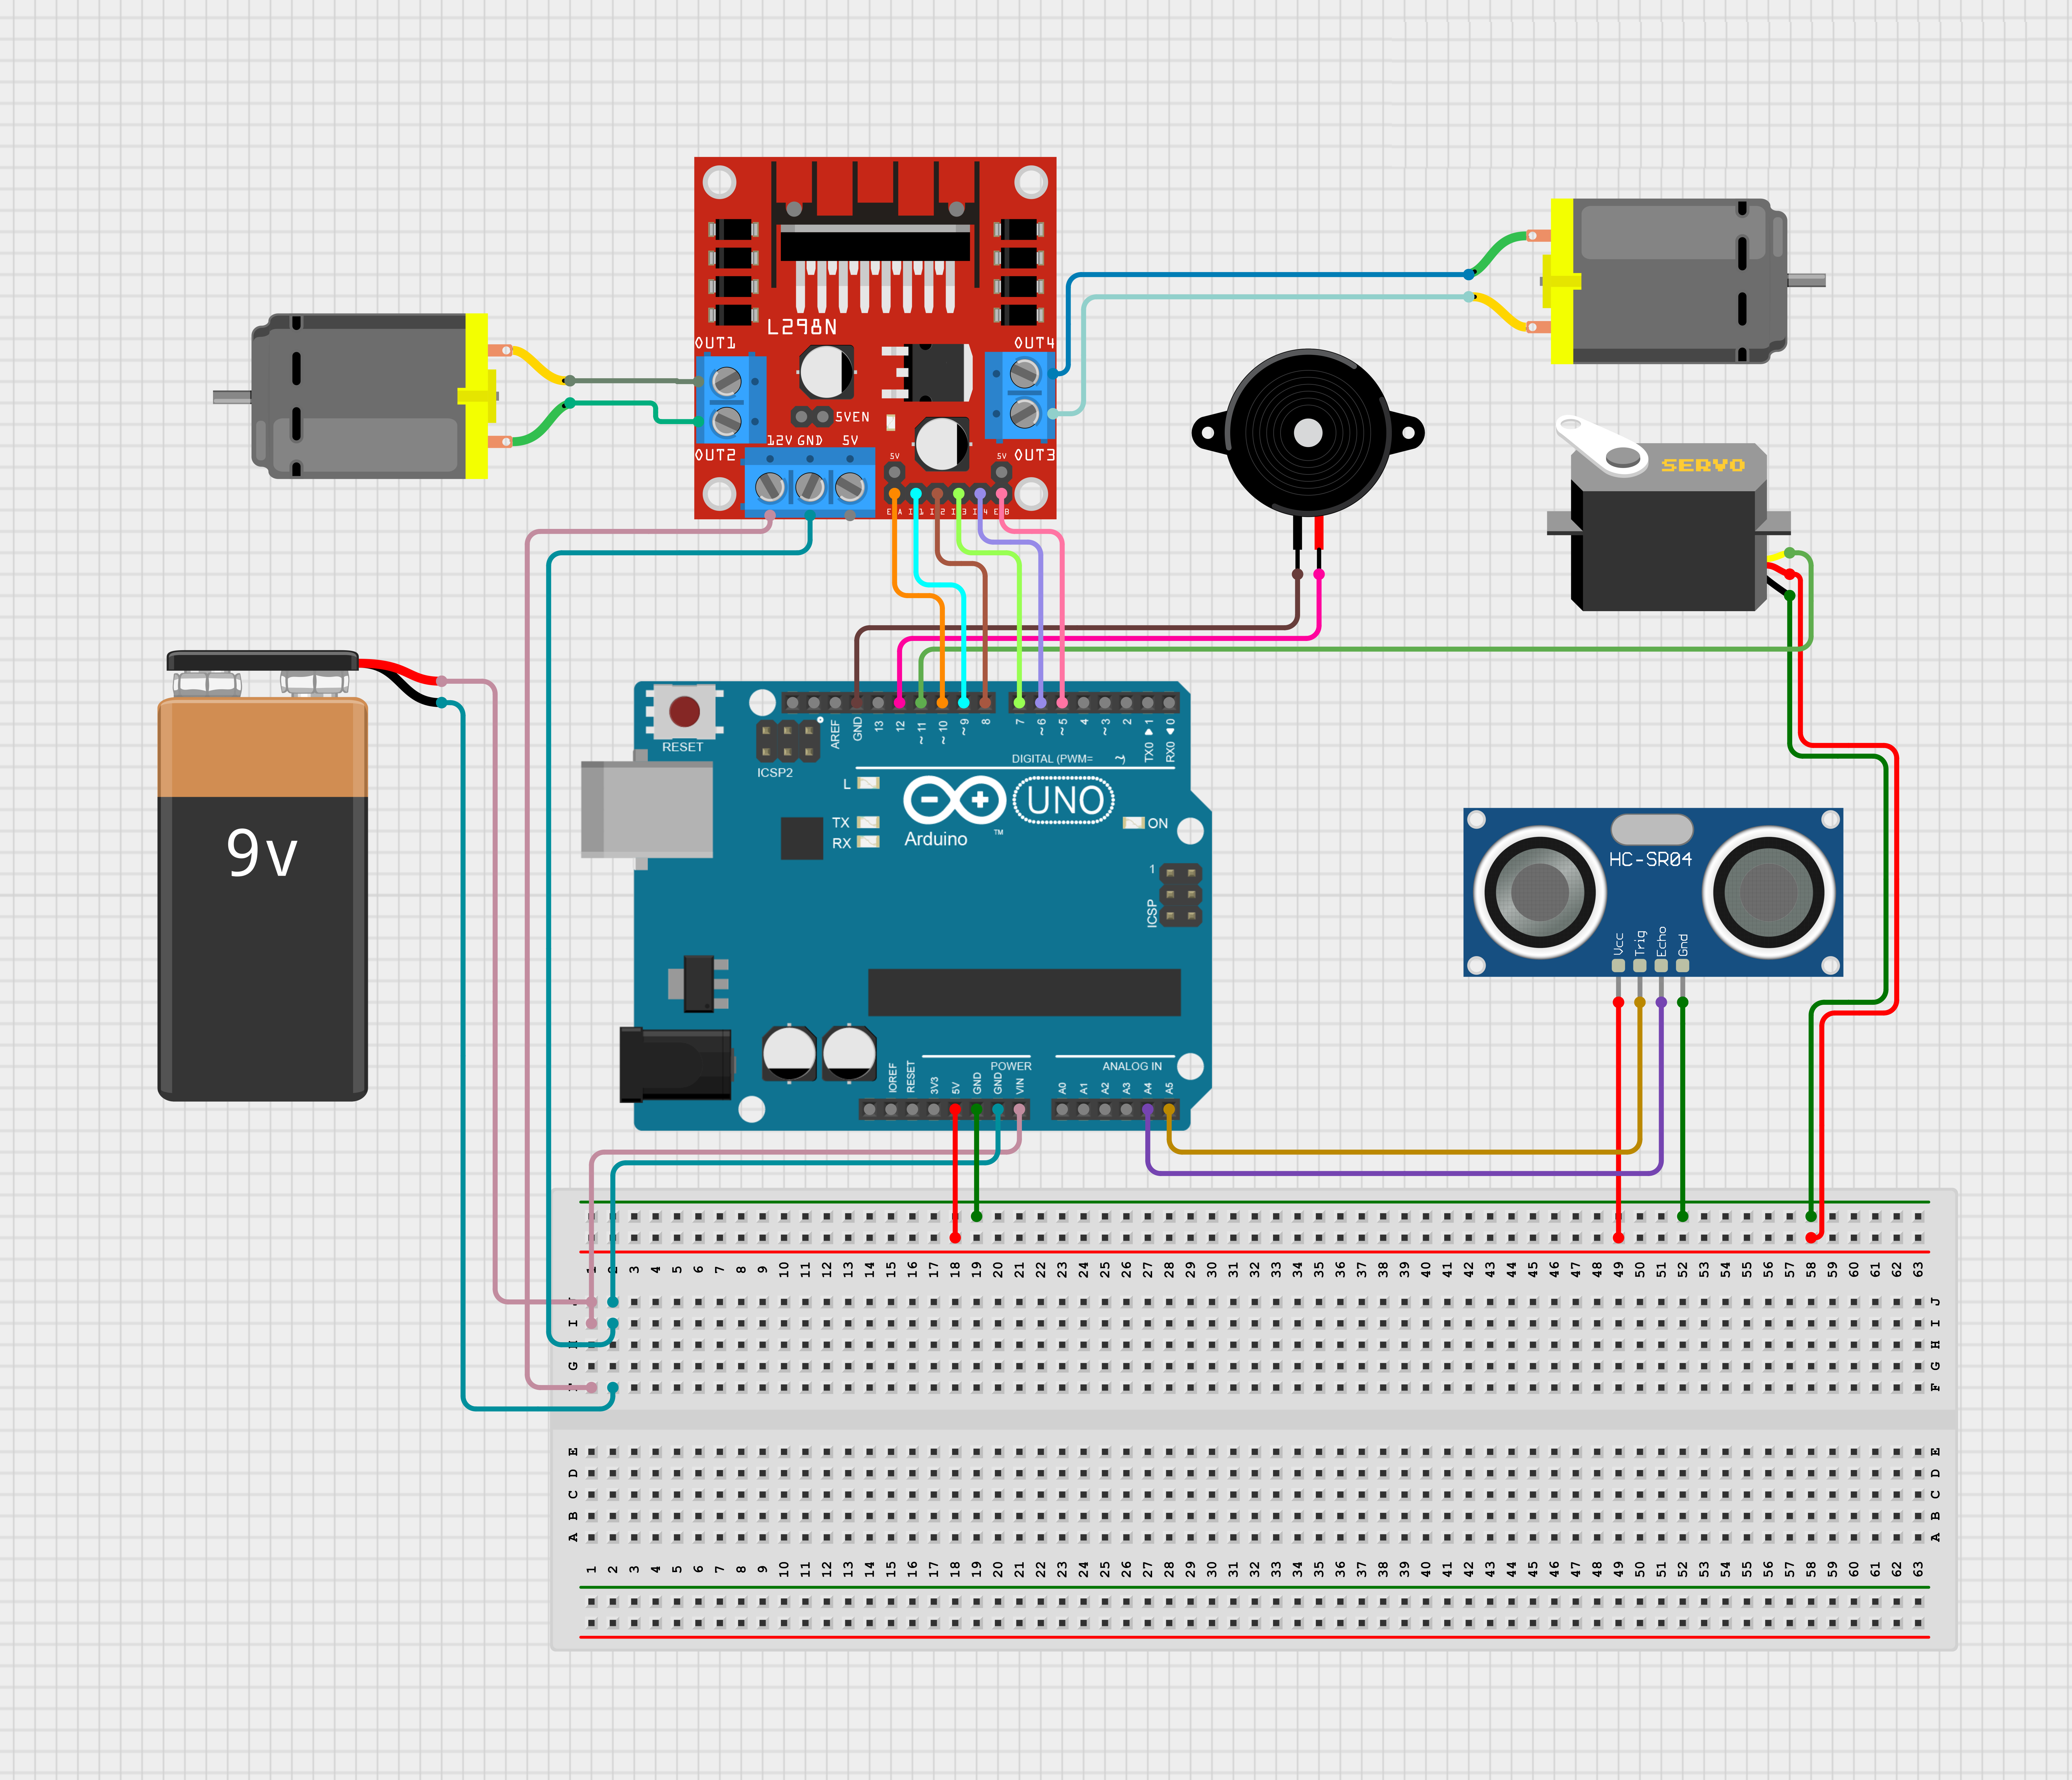 L298N
OUT1
OUT4
5VEN
12V GND 5V
OUT2
5V
5V
OUT3
SERVO
9v
RESET
ICSP2
AREF
GND
13
12
~11
~10
~9
8
7
~6
~5
4
~3
2
TX0 ▶ 1
RX0 ◀ 0
DIGITAL (PWM= ~)
L
TX
RX
UNO
Arduino
™
ON
1
ICSP
HC-SR04
Vcc
Trig
Echo
Gnd
IOREF
RESET
3V3
5V
GND
GND
VIN
POWER
ANALOG IN
A0
A1
A2
A3
A4
A5
3 4 5 6 7 8 9 10 11 12 13 14 15 16 17 18 19 20 21 22 23 24 25 26 27 28 29 30 31 32 33 34 35 36 37 38 39 40 41 42 43 44 45 46 47 48 49 50 51 52 53 54 55 56 57 58 59 60 61 62 63
J
I I
H
G G
F
E E
D D
C C
B B
A A
1 2 3 4 5 6 7 8 9 10 11 12 13 14 15 16 17 18 19 20 21 22 23 24 25 26 27 28 29 30 31 32 33 34 35 36 37 38 39 40 41 42 43 44 45 46 47 48 49 50 51 52 53 54 55 56 57 58 59 60 61 62 63